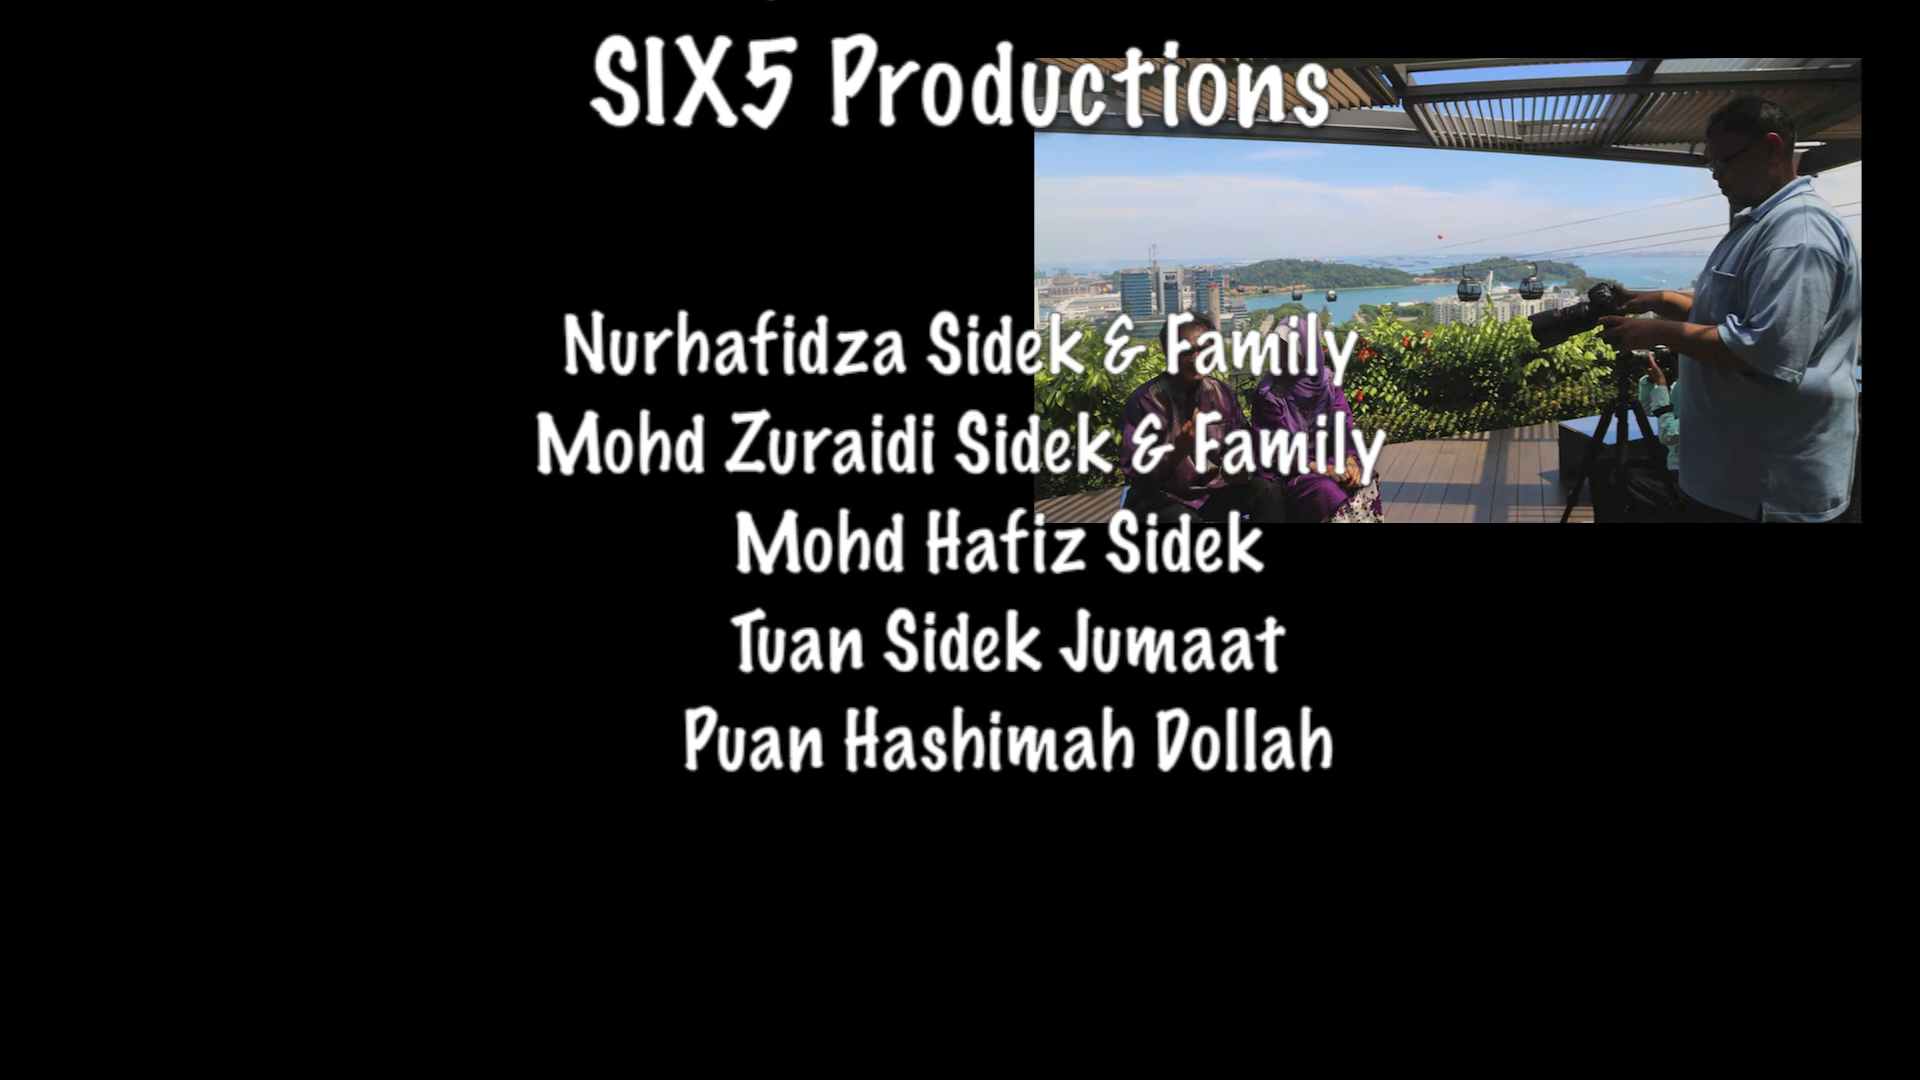 SIX5 Productions
Nurhafidza Sidek & Family
Mohd Zuraidi Sidek & Family
Mohd Hafiz Sidek
Tuan Sidek Jumaat
Puan Hashimah Dollah